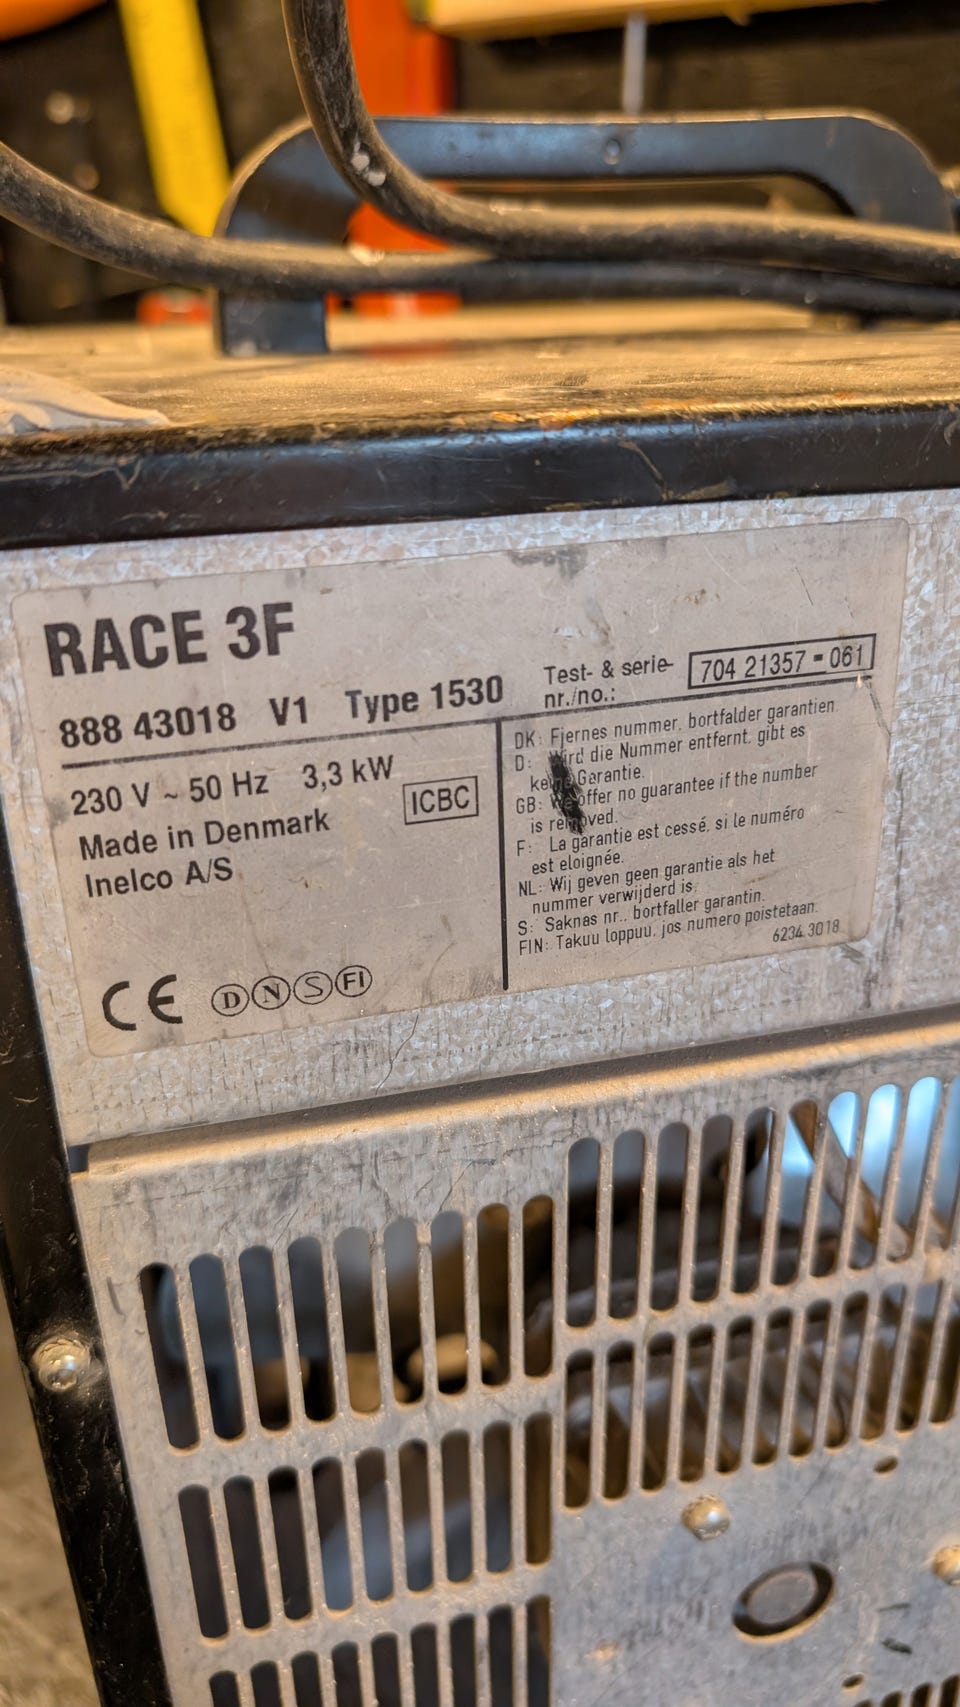 RACE 3F
888 43018 V1 Type 1530
Test- & serie-
nr./no.:
704 21357-061
230 V ~ 50 Hz 3,3 kW
ICBC
Made in Denmark
Inelco A/S
CE D N S FI
DK: Fjernes nummer, bortfalder garantien.
D: Wird die Nummer entfernt, gibt es
keine Garantie.
GB: We offer no guarantee if the number
is removed.
F: La garantie est cessé, si le numéro
est eloignée.
NL: Wij geven geen garantie als het
nummer verwijderd is.
S: Saknas nr., bortfaller garantin.
FIN: Takuu loppuu, jos numero poistetaan.
6234 3018